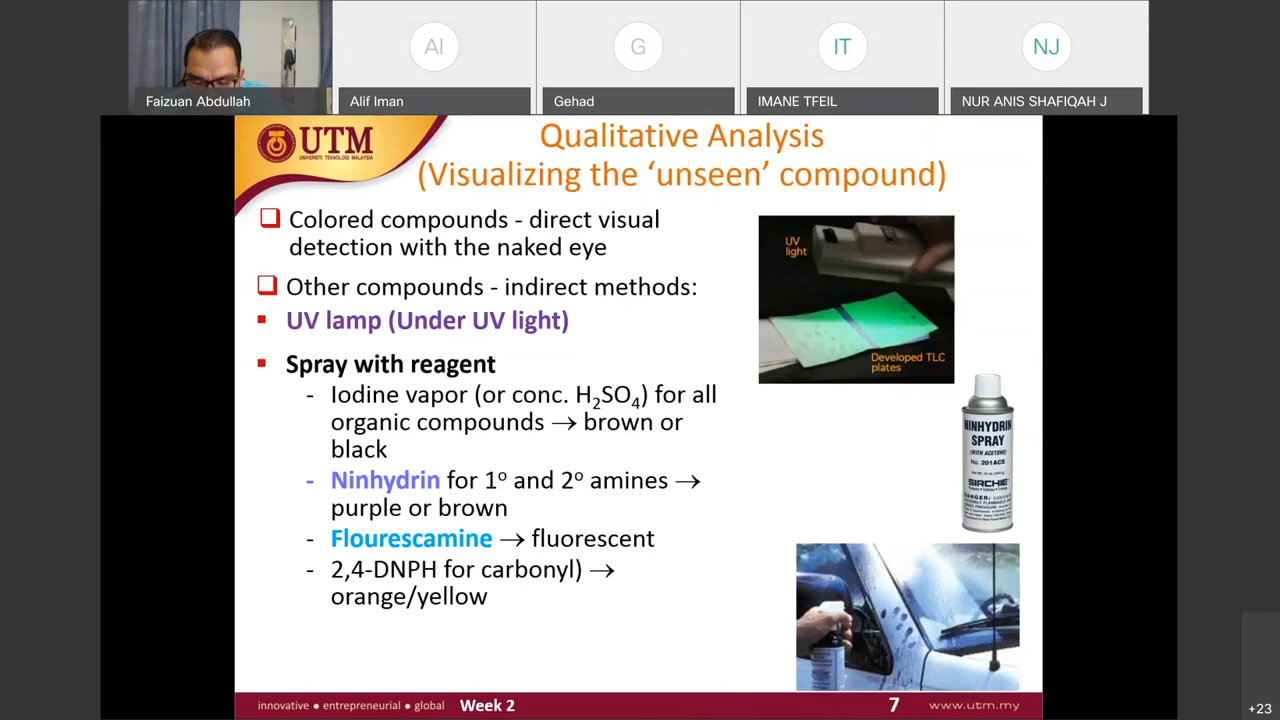 AI
G
IT
NJ
Faizuan Abdullah
Alif Iman
Gehad
IMANE TFEIL
NUR ANIS SHAFIQAH J
UTM
UNIVERSITI TEKNOLOGI MALAYSIA
Qualitative Analysis
(Visualizing the ‘unseen’ compound)
❑ Colored compounds - direct visual
detection with the naked eye
❑ Other compounds - indirect methods:
▪ UV lamp (Under UV light)
▪ Spray with reagent
- Iodine vapor (or conc. H₂SO₄) for all
organic compounds → brown or
black
- Ninhydrin for 1º and 2º amines →
purple or brown
- Flourescamine → fluorescent
- 2,4-DNPH for carbonyl) →
orange/yellow
UV
light
Developed TLC
plates
NINHYDRIN
SPRAY
(WITH ACETONE)
No. 201ACE
SIRCHIE
innovative ● entrepreneurial ● global
Week 2
7
www.utm.my
+23